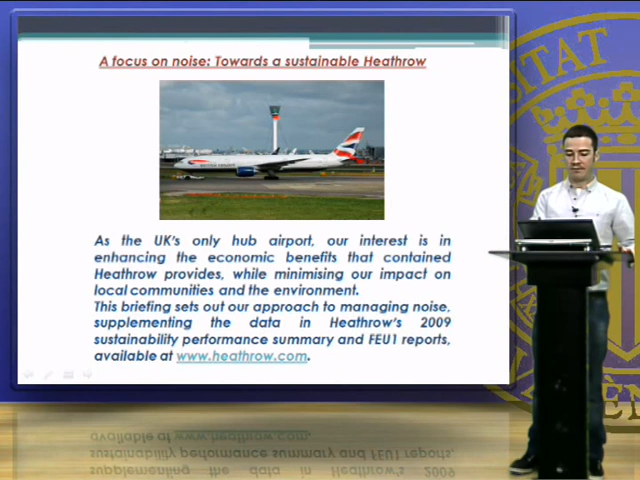 A focus on noise: Towards a sustainable Heathrow
As the UK's only hub airport, our interest is in
enhancing the economic benefits that contained
Heathrow provides, while minimising our impact on
local communities and the environment.
This briefing sets out our approach to managing noise,
supplementing the data in Heathrow's 2009
sustainability performance summary and FEU1 reports,
available at www.heathrow.com.